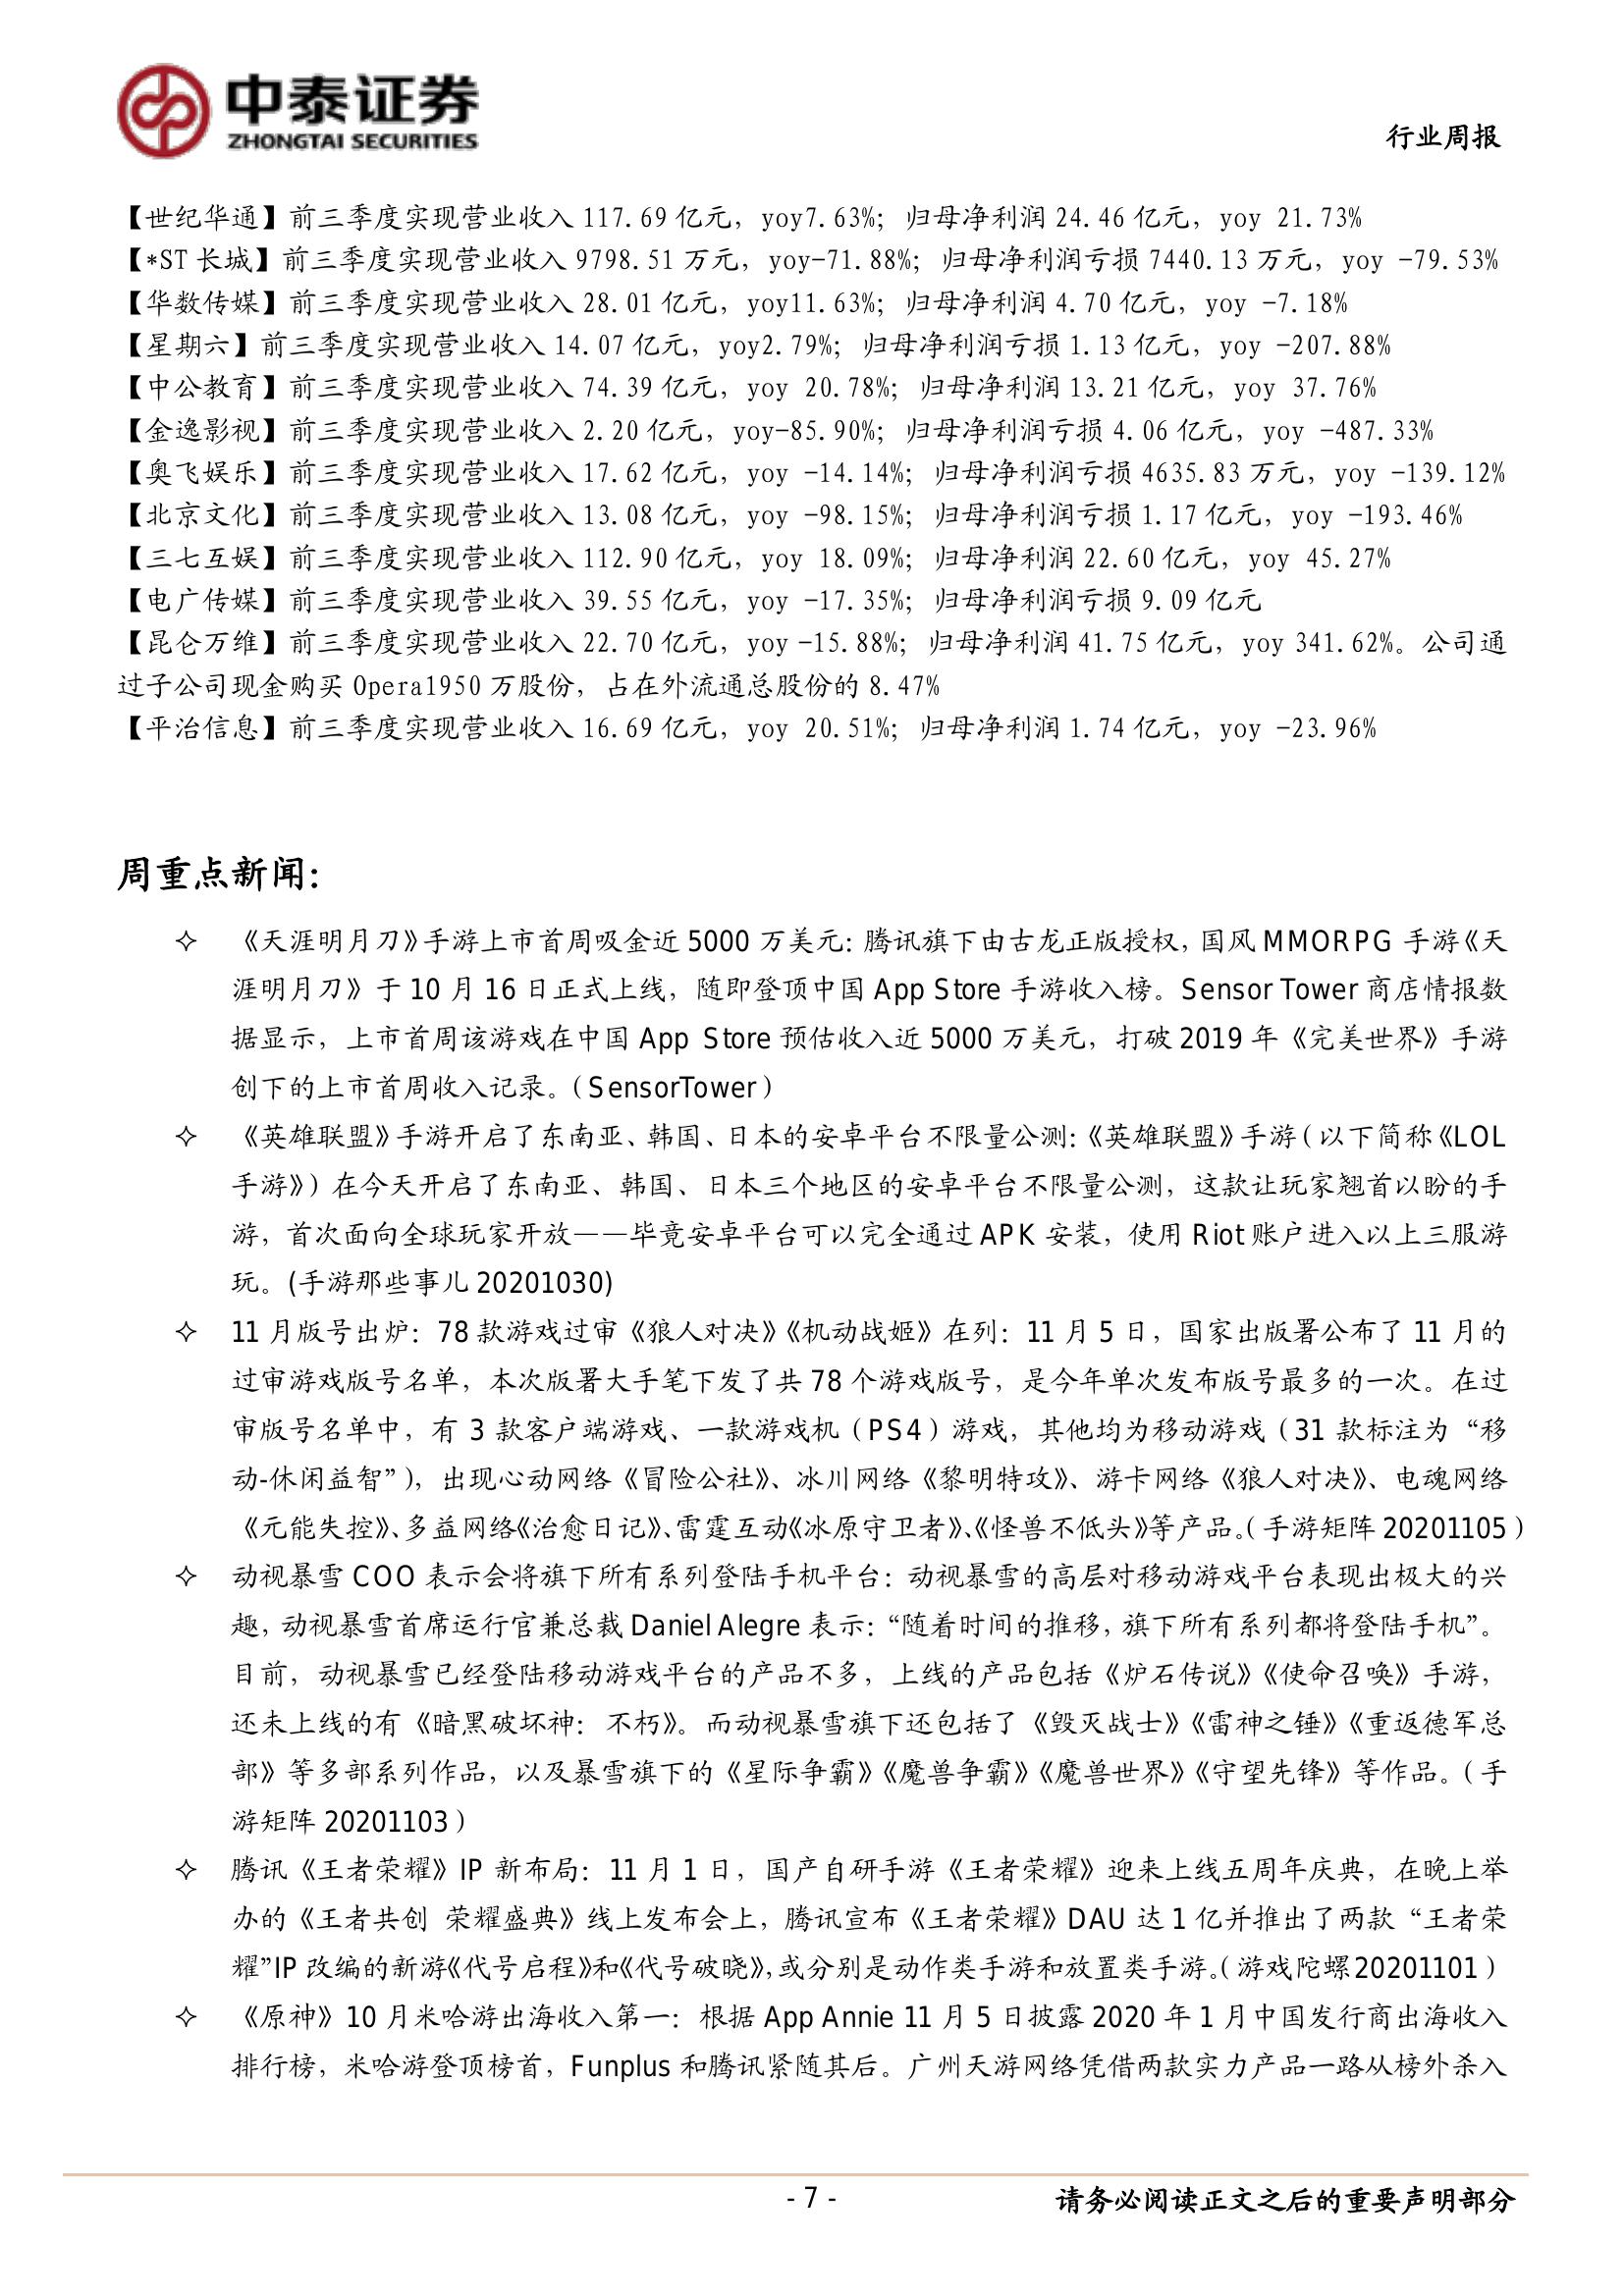 中泰证券
ZHONGTAI SECURITIES
行业周报
【世纪华通】前三季度实现营业收入 117.69 亿元，yoy7.63%；归母净利润 24.46 亿元，yoy 21.73%
【*ST 长城】前三季度实现营业收入 9798.51 万元，yoy-71.88%；归母净利润亏损 7440.13 万元，yoy -79.53%
【华数传媒】前三季度实现营业收入 28.01 亿元，yoy11.63%；归母净利润 4.70 亿元，yoy -7.18%
【星期六】前三季度实现营业收入 14.07 亿元，yoy2.79%；归母净利润亏损 1.13 亿元，yoy -207.88%
【中公教育】前三季度实现营业收入 74.39 亿元，yoy 20.78%；归母净利润 13.21 亿元，yoy 37.76%
【金逸影视】前三季度实现营业收入 2.20 亿元，yoy-85.90%；归母净利润亏损 4.06 亿元，yoy -487.33%
【奥飞娱乐】前三季度实现营业收入 17.62 亿元，yoy -14.14%；归母净利润亏损 4635.83 万元，yoy -139.12%
【北京文化】前三季度实现营业收入 13.08 亿元，yoy -98.15%；归母净利润亏损 1.17 亿元，yoy -193.46%
【三七互娱】前三季度实现营业收入 112.90 亿元，yoy 18.09%；归母净利润 22.60 亿元，yoy 45.27%
【电广传媒】前三季度实现营业收入 39.55 亿元，yoy -17.35%；归母净利润亏损 9.09 亿元
【昆仑万维】前三季度实现营业收入 22.70 亿元，yoy -15.88%；归母净利润 41.75 亿元，yoy 341.62%。公司通
过子公司现金购买 Opera1950 万股份，占在外流通总股份的 8.47%
【平治信息】前三季度实现营业收入 16.69 亿元，yoy 20.51%；归母净利润 1.74 亿元，yoy -23.96%
周重点新闻：
✧ 《天涯明月刀》手游上市首周吸金近 5000 万美元：腾讯旗下由古龙正版授权，国风 MMORPG 手游《天
涯明月刀》于 10 月 16 日正式上线，随即登顶中国 App Store 手游收入榜。Sensor Tower 商店情报数
据显示，上市首周该游戏在中国 App Store 预估收入近 5000 万美元，打破 2019 年《完美世界》手游
创下的上市首周收入记录。（SensorTower）
✧ 《英雄联盟》手游开启了东南亚、韩国、日本的安卓平台不限量公测：《英雄联盟》手游（以下简称《LOL
手游》）在今天开启了东南亚、韩国、日本三个地区的安卓平台不限量公测，这款让玩家翘首以盼的手
游，首次面向全球玩家开放——毕竟安卓平台可以完全通过 APK 安装，使用 Riot 账户进入以上三服游
玩。(手游那些事儿 20201030)
✧ 11 月版号出炉：78 款游戏过审《狼人对决》《机动战姬》在列：11 月 5 日，国家出版署公布了 11 月的
过审游戏版号名单，本次版署大手笔下发了共 78 个游戏版号，是今年单次发布版号最多的一次。在过
审版号名单中，有 3 款客户端游戏、一款游戏机（PS4）游戏，其他均为移动游戏（31 款标注为“移
动-休闲益智”），出现心动网络《冒险公社》、冰川网络《黎明特攻》、游卡网络《狼人对决》、电魂网络
《元能失控》、多益网络《治愈日记》、雷霆互动《冰原守卫者》、《怪兽不低头》等产品。（手游矩阵 20201105）
✧ 动视暴雪 COO 表示会将旗下所有系列登陆手机平台：动视暴雪的高层对移动游戏平台表现出极大的兴
趣，动视暴雪首席运行官兼总裁 Daniel Alegre 表示：“随着时间的推移，旗下所有系列都将登陆手机”。
目前，动视暴雪已经登陆移动游戏平台的产品不多，上线的产品包括《炉石传说》《使命召唤》手游，
还未上线的有《暗黑破坏神：不朽》。而动视暴雪旗下还包括了《毁灭战士》《雷神之锤》《重返德军总
部》等多部系列作品，以及暴雪旗下的《星际争霸》《魔兽争霸》《魔兽世界》《守望先锋》等作品。（手
游矩阵 20201103）
✧ 腾讯《王者荣耀》IP 新布局：11 月 1 日，国产自研手游《王者荣耀》迎来上线五周年庆典，在晚上举
办的《王者共创 荣耀盛典》线上发布会上，腾讯宣布《王者荣耀》DAU 达 1 亿并推出了两款“王者荣
耀”IP 改编的新游《代号启程》和《代号破晓》，或分别是动作类手游和放置类手游。（游戏陀螺20201101）
✧ 《原神》10 月米哈游出海收入第一：根据 App Annie 11 月 5 日披露 2020 年 1 月中国发行商出海收入
排行榜，米哈游登顶榜首，Funplus 和腾讯紧随其后。广州天游网络凭借两款实力产品一路从榜外杀入
- 7 -
请务必阅读正文之后的重要声明部分